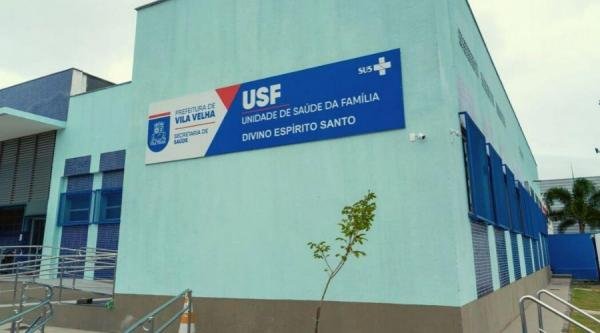 PREFEITURA DE
VILA VELHA
SECRETARIA DE
SAÚDE
USF
UNIDADE DE SAÚDE DA FAMÍLIA
DIVINO ESPÍRITO SANTO
SUS